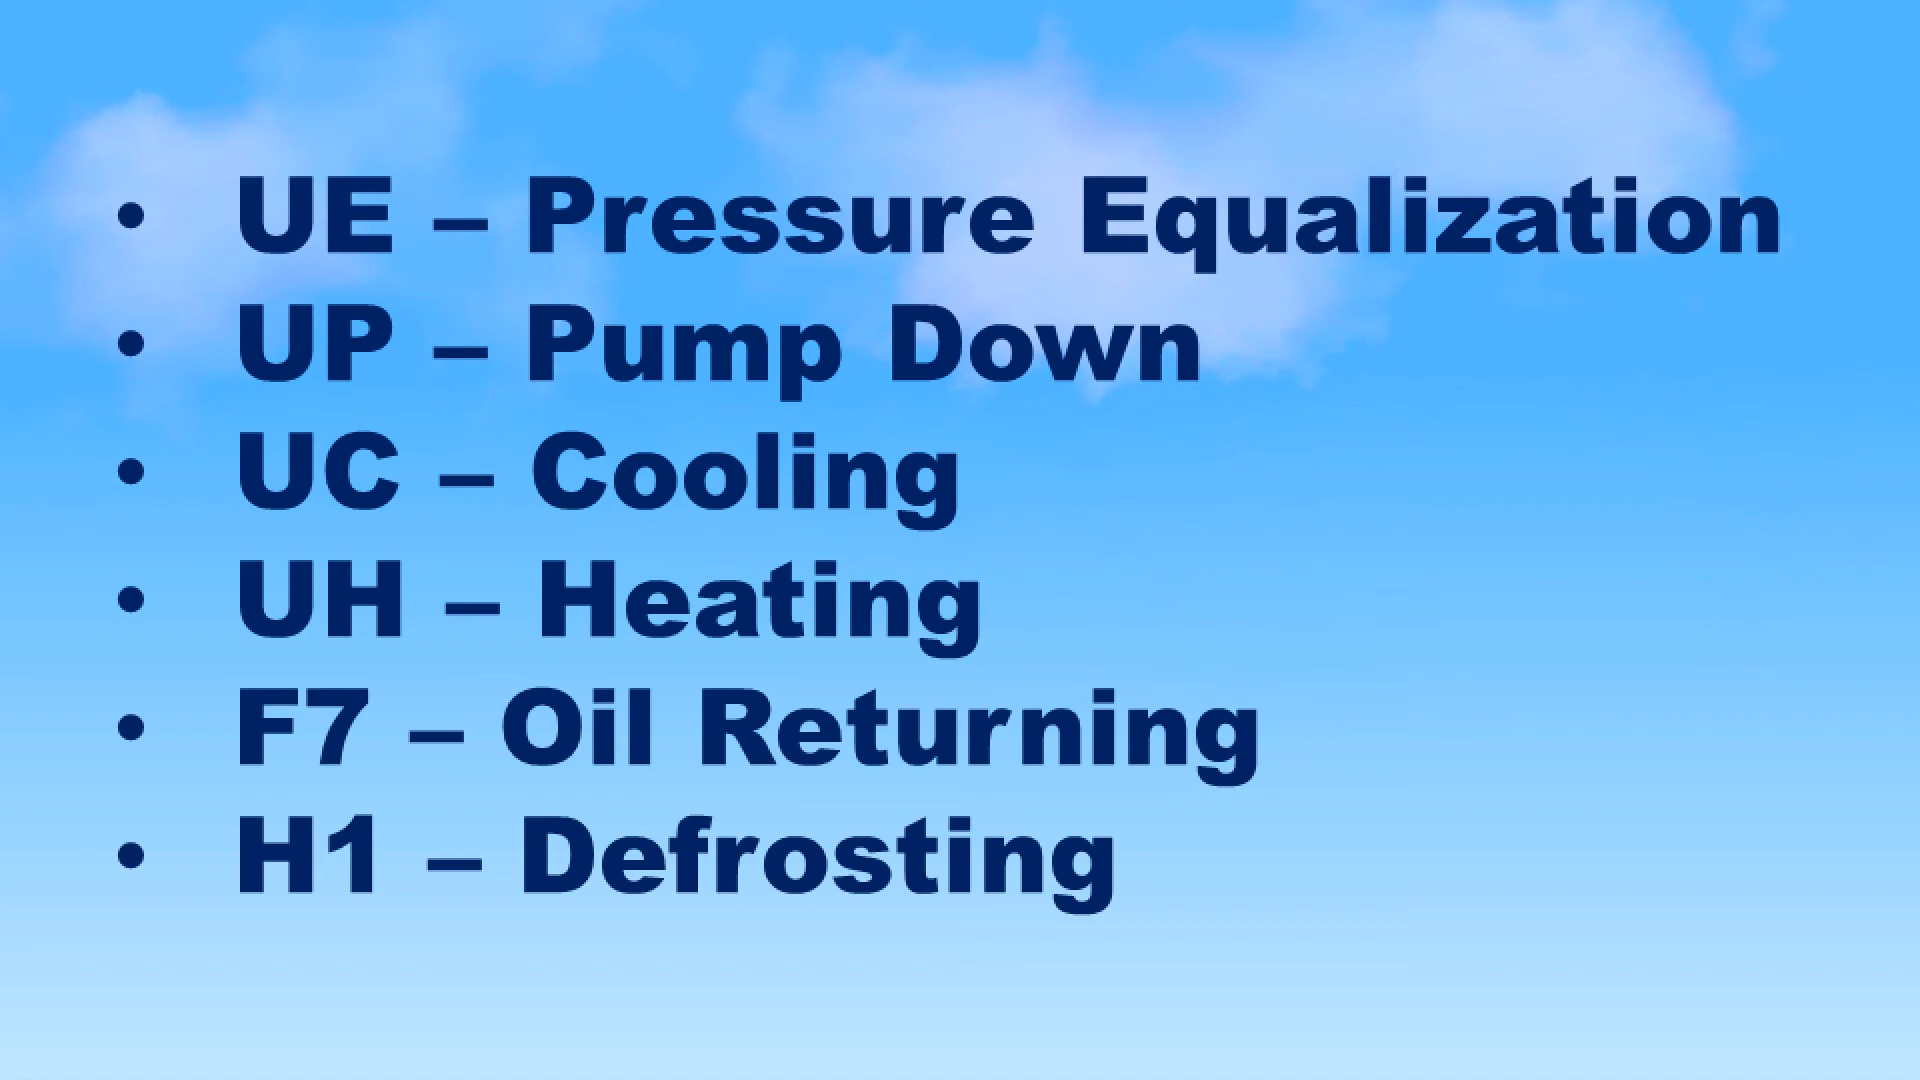 • UE – Pressure Equalization
• UP – Pump Down
• UC – Cooling
• UH – Heating
• F7 – Oil Returning
• H1 – Defrosting